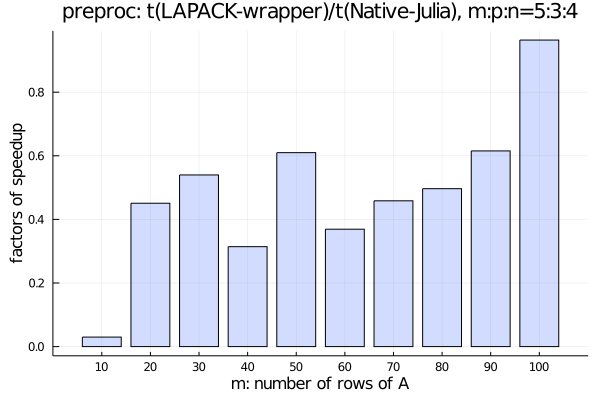 preproc: t(LAPACK-wrapper)/t(Native-Julia), m:p:n=5:3:4
factors of speedup
0.8
0.6
0.4
0.2
0.0
10 20 30 40 50 60 70 80 90 100
m: number of rows of A